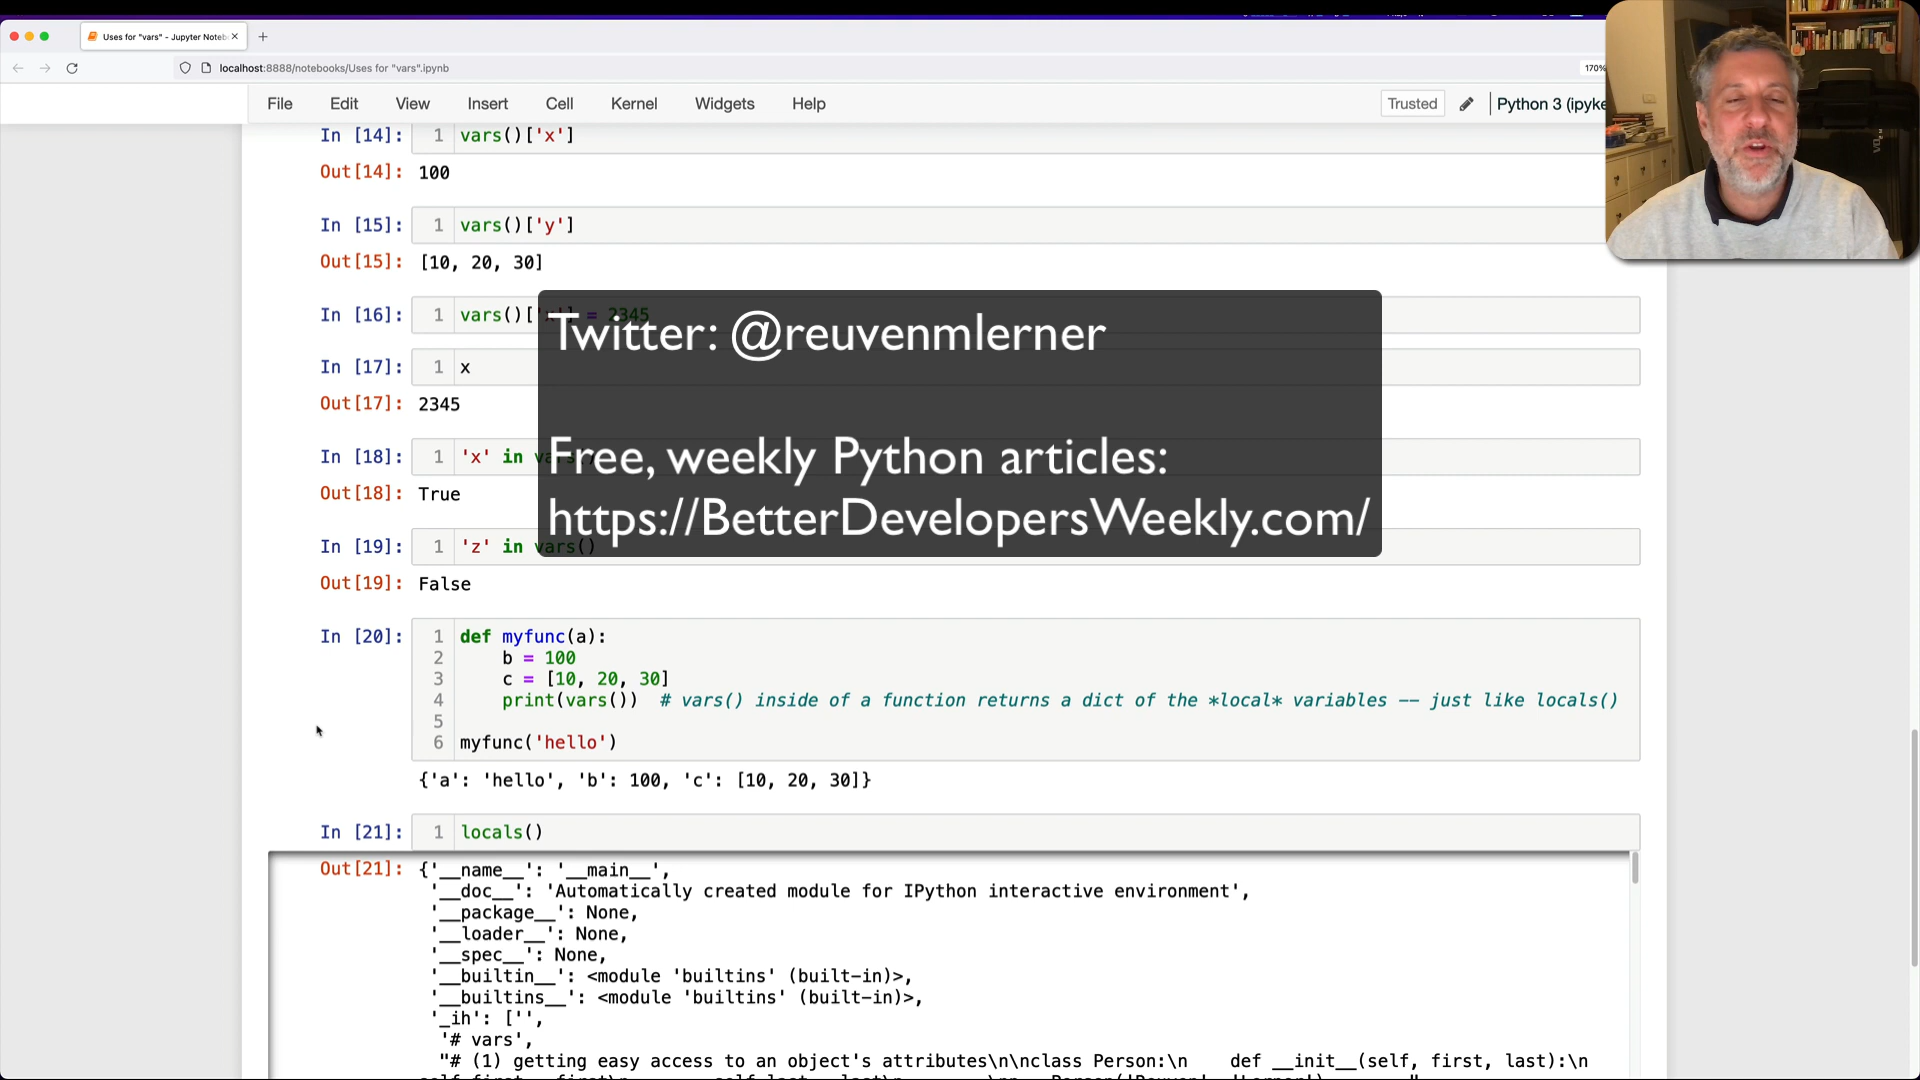 Uses for "vars" - Jupyter Noteb
localhost:8888/notebooks/Uses for "vars".ipynb
170%
File Edit View Insert Cell Kernel Widgets Help
Trusted
Python 3 (ipyke
In [14]: 1 vars()['x']
Out[14]: 100
In [15]: 1 vars()['y']
Out[15]: [10, 20, 30]
In [16]: 1 vars()['x'] = 2345
In [17]: 1 x
Out[17]: 2345
In [18]: 1 'x' in vars()
Out[18]: True
In [19]: 1 'z' in vars()
Out[19]: False
Twitter: @reuvenmlerner
Free, weekly Python articles:
https://BetterDevelopersWeekly.com/
In [20]: 1 def myfunc(a):
2 b = 100
3 c = [10, 20, 30]
4 print(vars()) # vars() inside of a function returns a dict of the *local* variables -- just like locals()
5
6 myfunc('hello')
{'a': 'hello', 'b': 100, 'c': [10, 20, 30]}
In [21]: 1 locals()
Out[21]: {'__name__': '__main__',
'__doc__': 'Automatically created module for IPython interactive environment',
'__package__': None,
'__loader__': None,
'__spec__': None,
'__builtin__': <module 'builtins' (built-in)>,
'__builtins__': <module 'builtins' (built-in)>,
'_ih': ['',
'# vars',
"# (1) getting easy access to an object's attributes\n\nclass Person:\n def __init__(self, first, last):\n